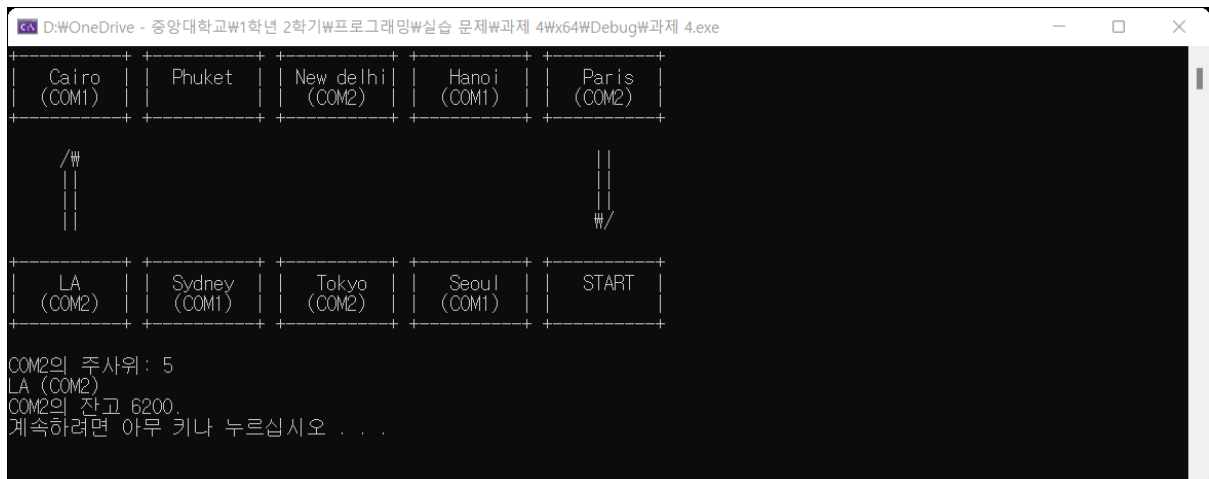 D:₩OneDrive - 중앙대학교₩1학년 2학기₩프로그래밍₩실습 문제₩과제 4₩x64₩Debug₩과제 4.exe
Cairo Phuket New delhi Hanoi Paris
(COM1) (COM2) (COM1) (COM2)
LA Sydney Tokyo Seoul START
(COM2) (COM1) (COM2) (COM1)
COM2의 주사위: 5
LA (COM2)
COM2의 잔고 6200.
계속하려면 아무 키나 누르십시오 . . .